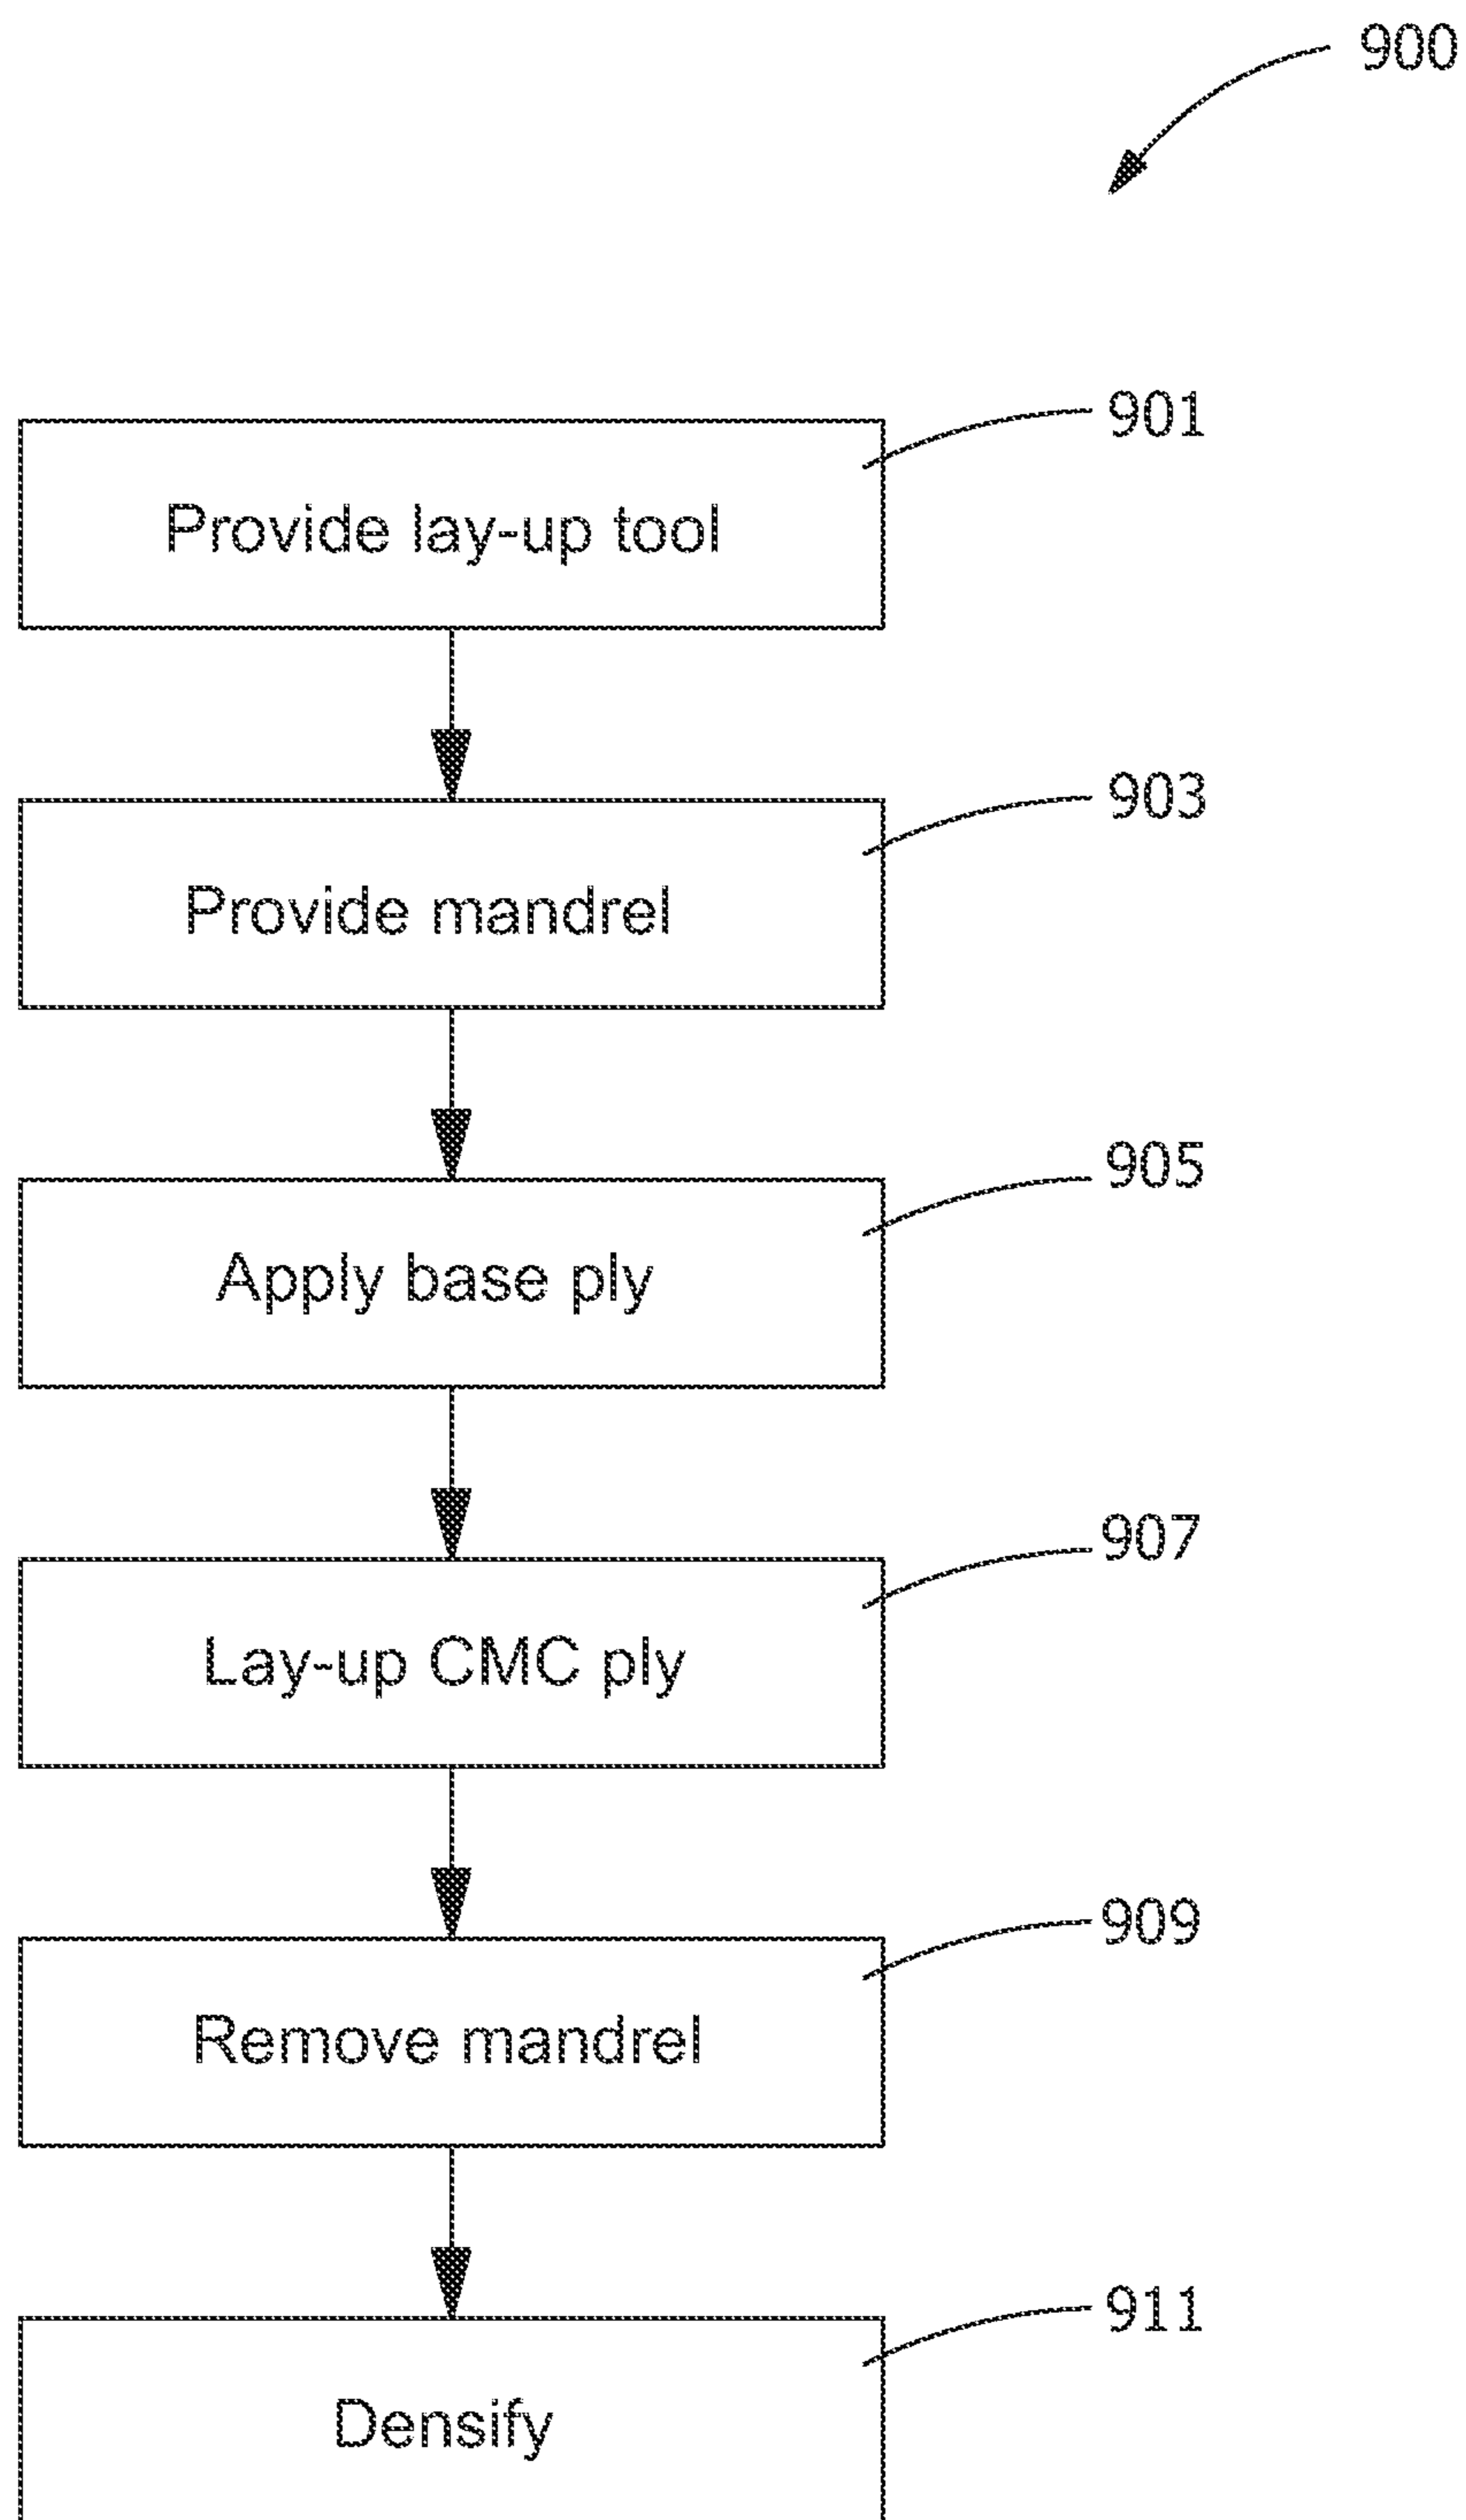 900
901
Provide lay-up tool
903
Provide mandrel
905
Apply base ply
907
Lay-up CMC ply
909
Remove mandrel
911
Densify